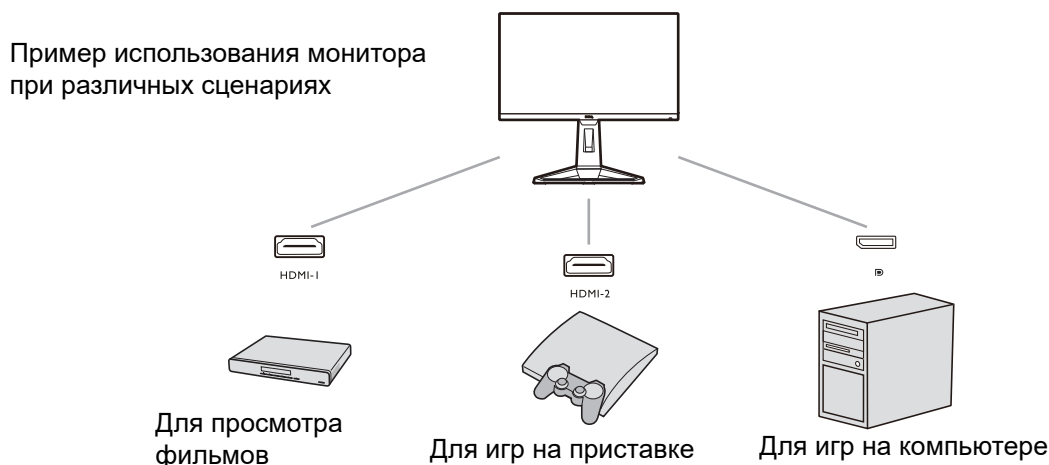 Пример использования монитора
при различных сценариях
HDMI-1
HDMI-2
Для просмотра
фильмов
Для игр на приставке
Для игр на компьютере